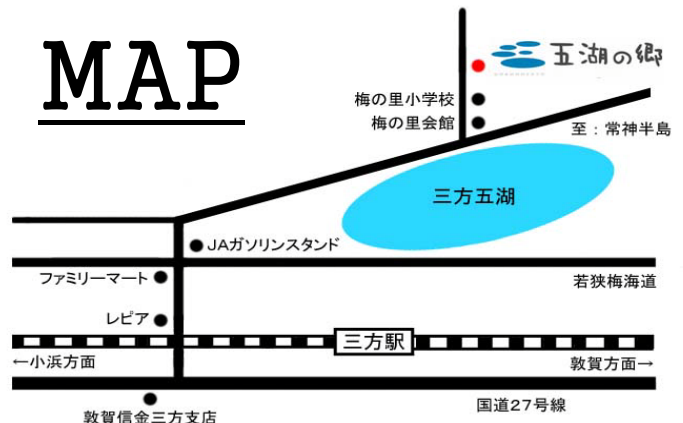 MAP
五湖の郷
梅の里小学校
梅の里会館
至：常神半島
三方五湖
JAガソリンスタンド
ファミリーマート
若狭梅海道
レピア
三方駅
←小浜方面
敦賀方面→
国道27号線
敦賀信金三方支店